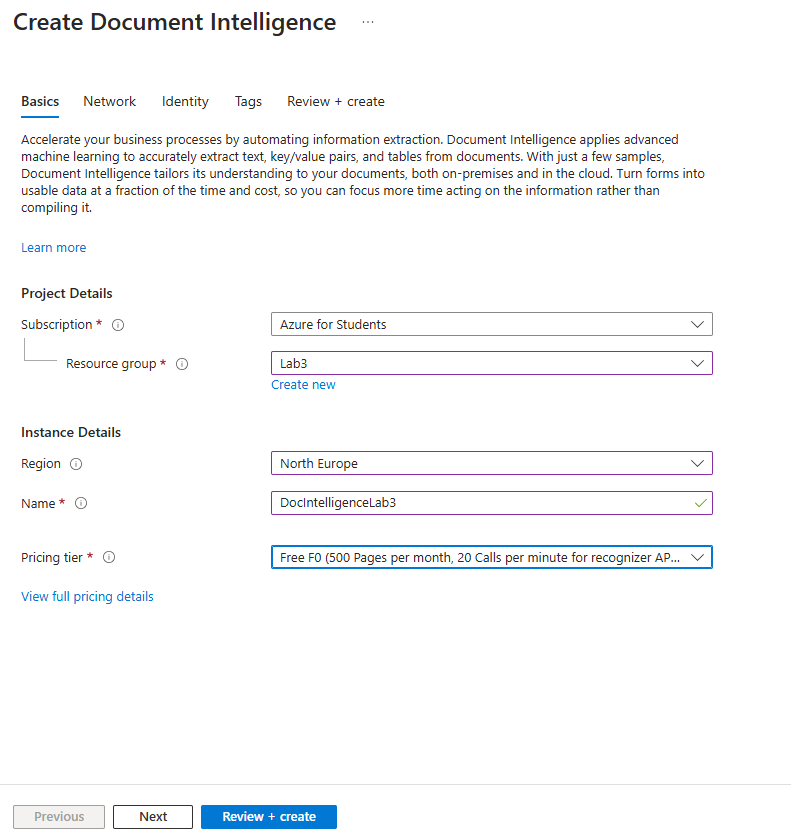 Create Document Intelligence ...
Basics Network Identity Tags Review + create
Accelerate your business processes by automating information extraction. Document Intelligence applies advanced
machine learning to accurately extract text, key/value pairs, and tables from documents. With just a few samples,
Document Intelligence tailors its understanding to your documents, both on-premises and in the cloud. Turn forms into
usable data at a fraction of the time and cost, so you can focus more time acting on the information rather than
compiling it.
Learn more
Project Details
Subscription * Azure for Students
Resource group * Lab3
Create new
Instance Details
Region North Europe
Name * DocIntelligenceLab3
Pricing tier * Free F0 (500 Pages per month, 20 Calls per minute for recognizer AP...
View full pricing details
Previous Next Review + create